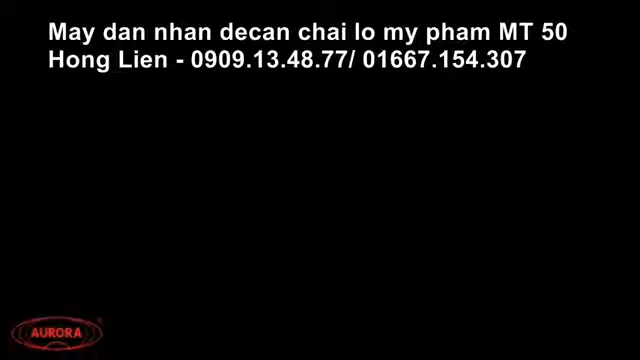 May dan nhan decan chai lo my pham MT 50
Hong Lien - 0909.13.48.77/ 01667.154.307
AURORA